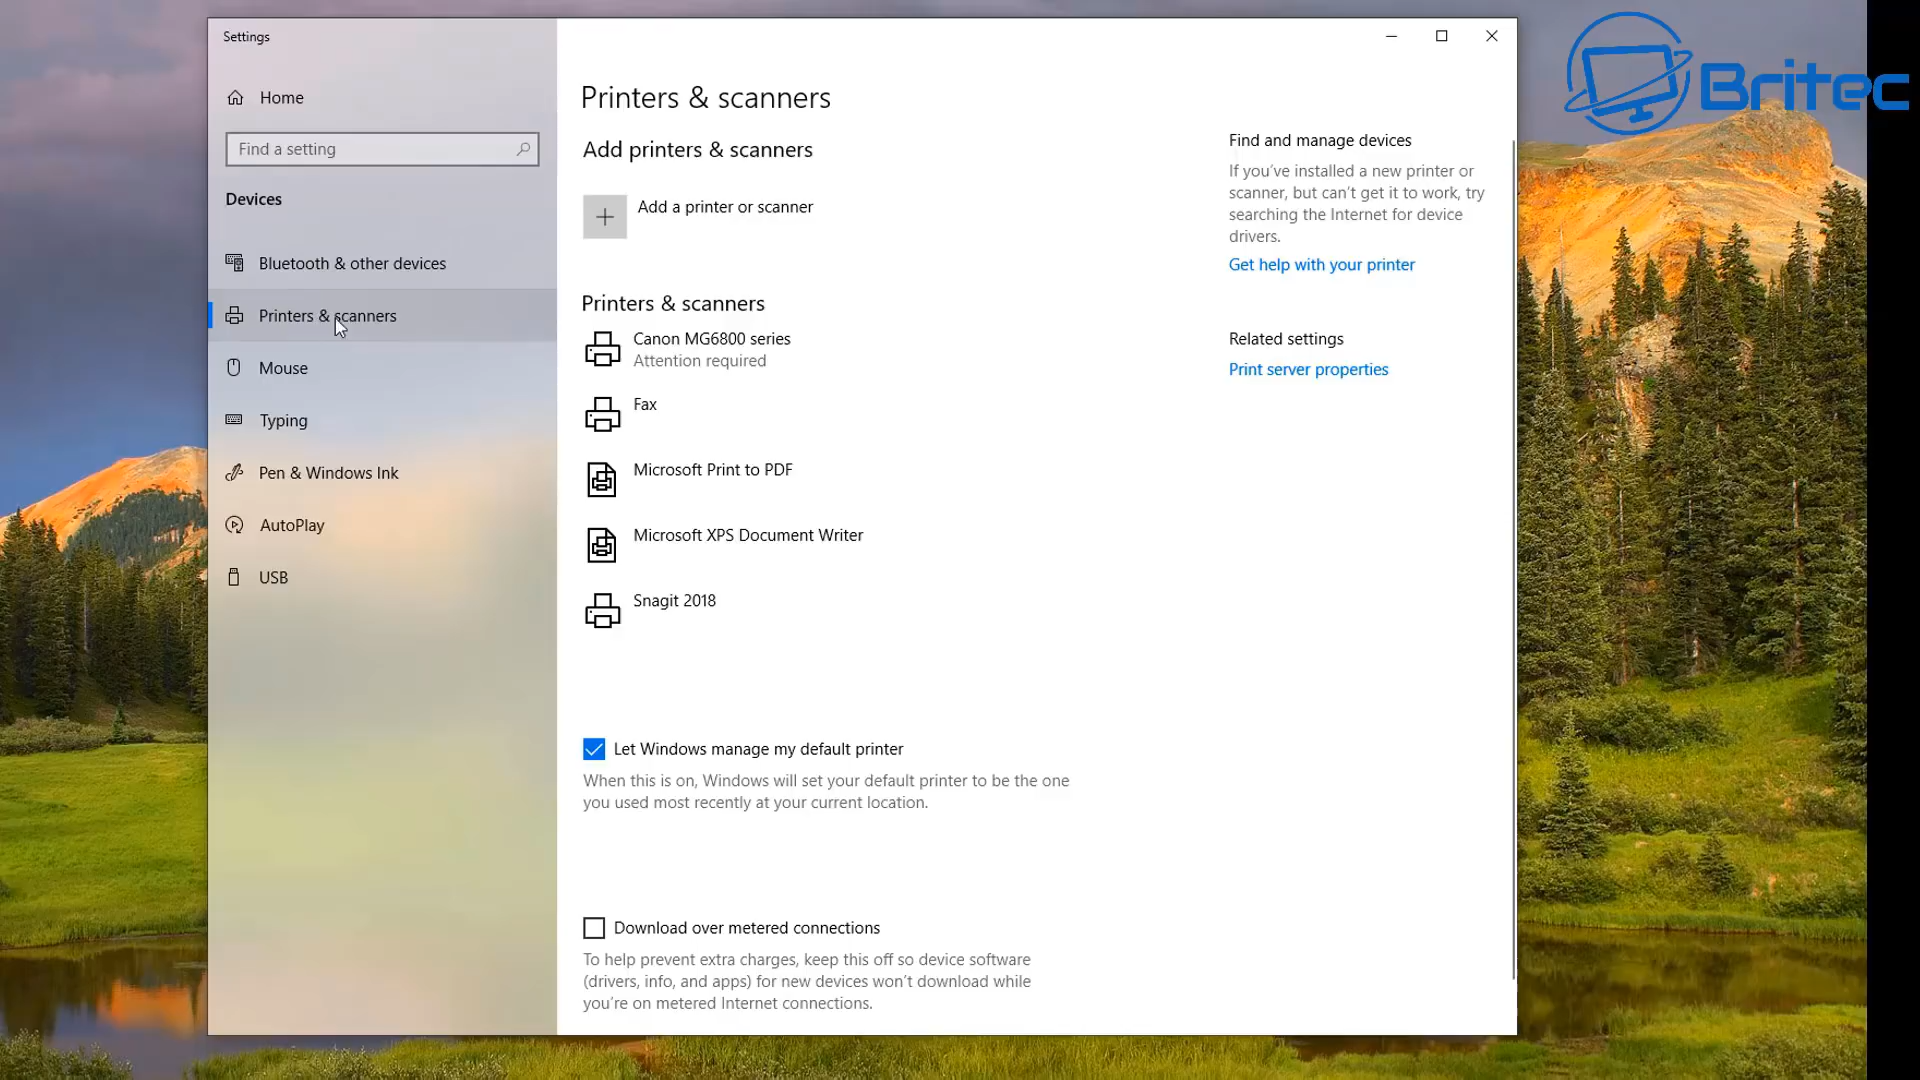 Settings
Home
Find a setting
Devices
Bluetooth & other devices
Printers & scanners
Mouse
Typing
Pen & Windows Ink
AutoPlay
USB
Printers & scanners
Add printers & scanners
Add a printer or scanner
Printers & scanners
Canon MG6800 series
Attention required
Fax
Microsoft Print to PDF
Microsoft XPS Document Writer
Snagit 2018
Let Windows manage my default printer
When this is on, Windows will set your default printer to be the one
you used most recently at your current location.
Download over metered connections
To help prevent extra charges, keep this off so device software
(drivers, info, and apps) for new devices won't download while
you're on metered Internet connections.
Find and manage devices
If you've installed a new printer or
scanner, but can't get it to work, try
searching the Internet for device
drivers.
Get help with your printer
Related settings
Print server properties
Britec